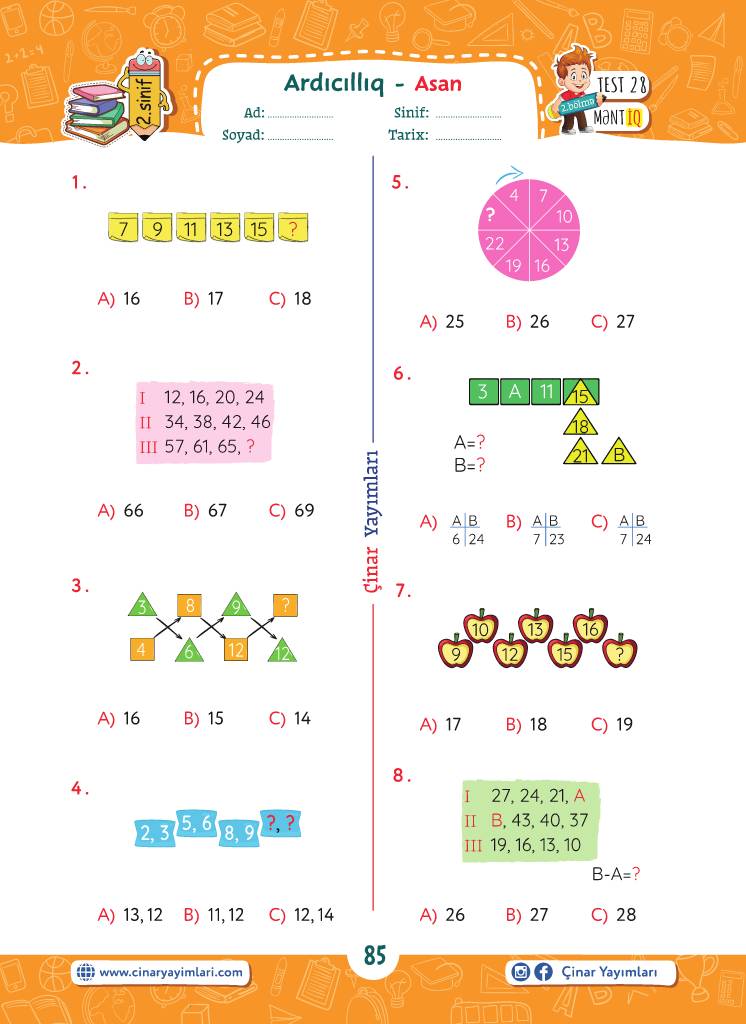 2.sinif
Ardıcıllıq - Asan
Ad: ..................... Sinif: .....................
Soyad: ..................... Tarix: .....................
2.bölmə
TEST 28
MƏNTİQ
1.
7 9 11 13 15 ?
A) 16 B) 17 C) 18
2.
I 12, 16, 20, 24
II 34, 38, 42, 46
III 57, 61, 65, ?
A) 66 B) 67 C) 69
3.
3 8 9 ?
4 6 12 12
A) 16 B) 15 C) 14
4.
2, 3 5, 6 8, 9 ?, ?
A) 13, 12 B) 11, 12 C) 12, 14
Çinar Yayımları
5.
4 7
? 10
22 13
19 16
A) 25 B) 26 C) 27
6.
3 A 11 15
18
21 B
A=?
B=?
A) A B B) A B C) A B
6 24 7 23 7 24
7.
10 13 16
9 12 15 ?
A) 17 B) 18 C) 19
8.
I 27, 24, 21, A
II B, 43, 40, 37
III 19, 16, 13, 10
B-A=?
A) 26 B) 27 C) 28
www.cinaryayimlari.com
85
Çinar Yayımları